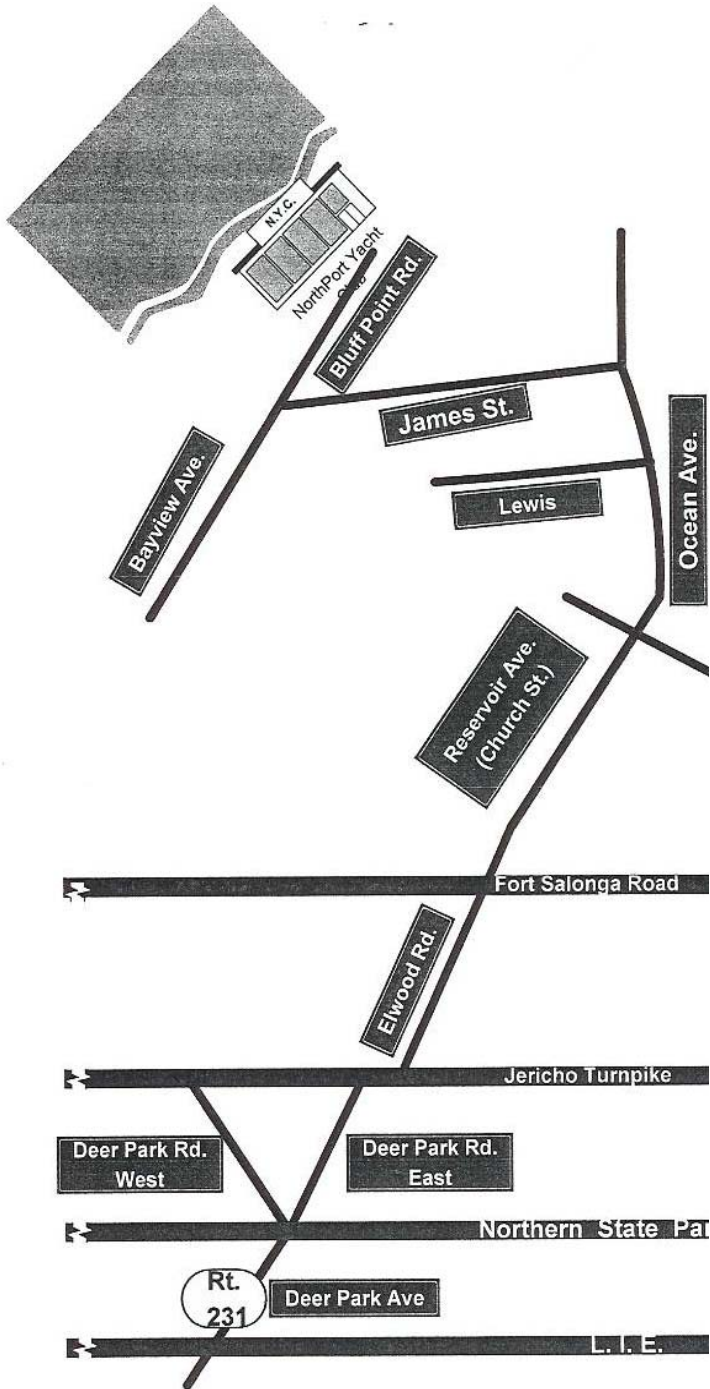 N.Y.C.
NorthPort Yacht
Bluff Point Rd.
James St.
Bayview Ave.
Lewis
Ocean Ave.
Reservoir Ave.
(Church St.)
Fort Salonga Road
Elwood Rd.
Jericho Turnpike
Deer Park Rd.
West
Deer Park Rd.
East
Northern State Par
Rt.
231
Deer Park Ave
L. I. E.